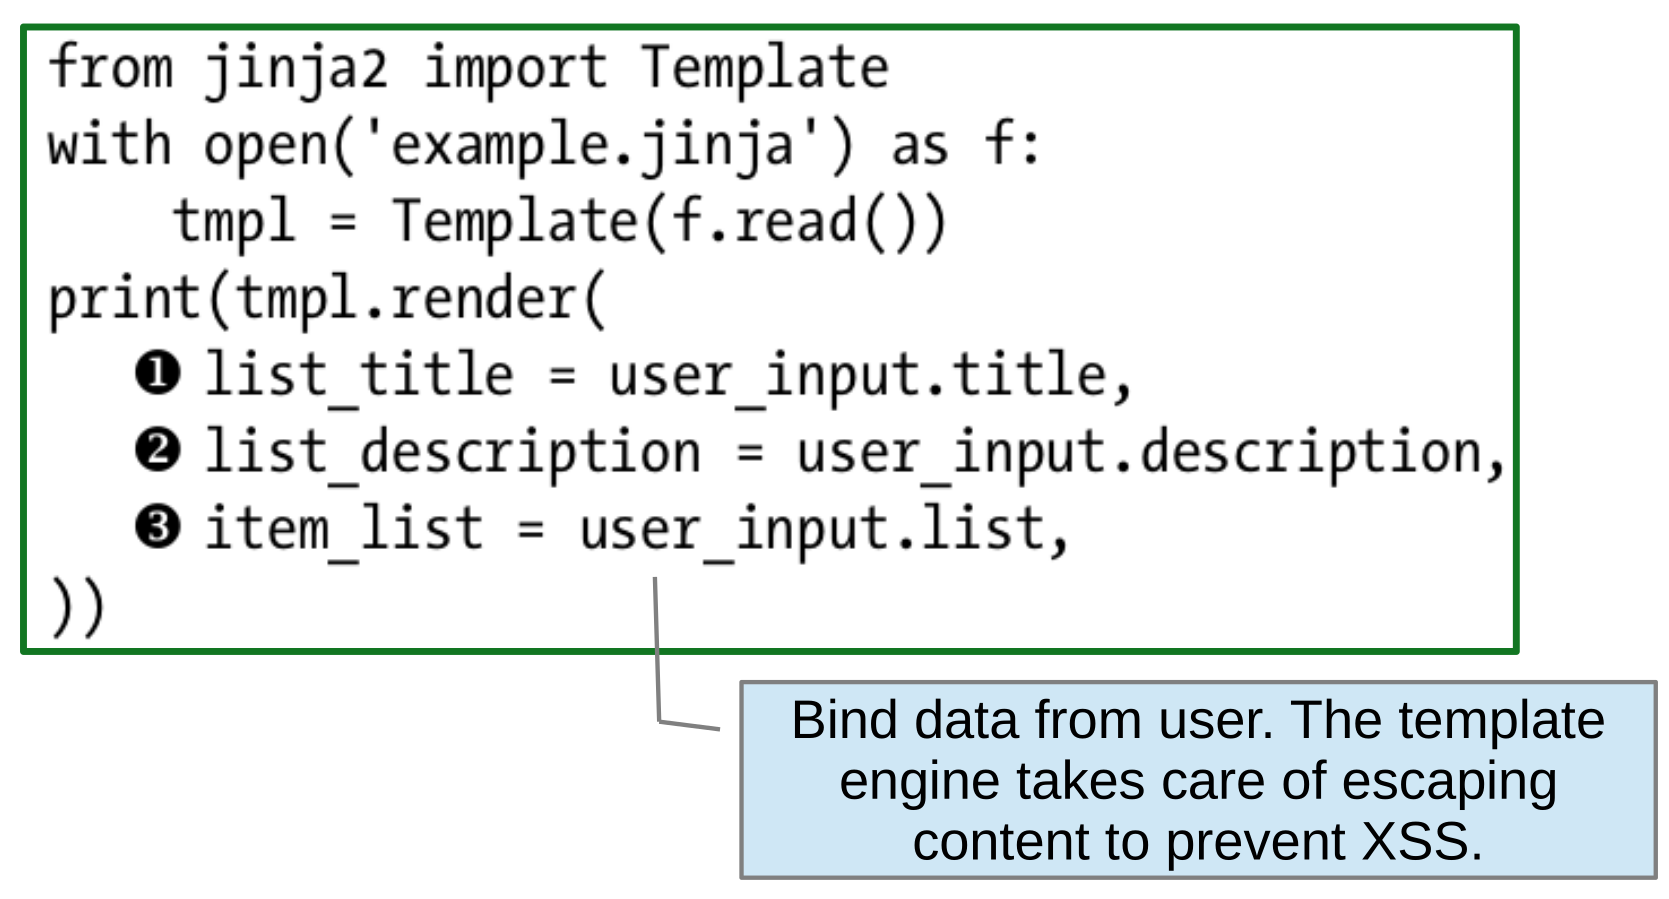 from jinja2 import Template
with open('example.jinja') as f:
    tmpl = Template(f.read())
print(tmpl.render(
   ❶ list_title = user_input.title,
   ❷ list_description = user_input.description,
   ❸ item_list = user_input.list,
))
Bind data from user. The template
engine takes care of escaping
content to prevent XSS.